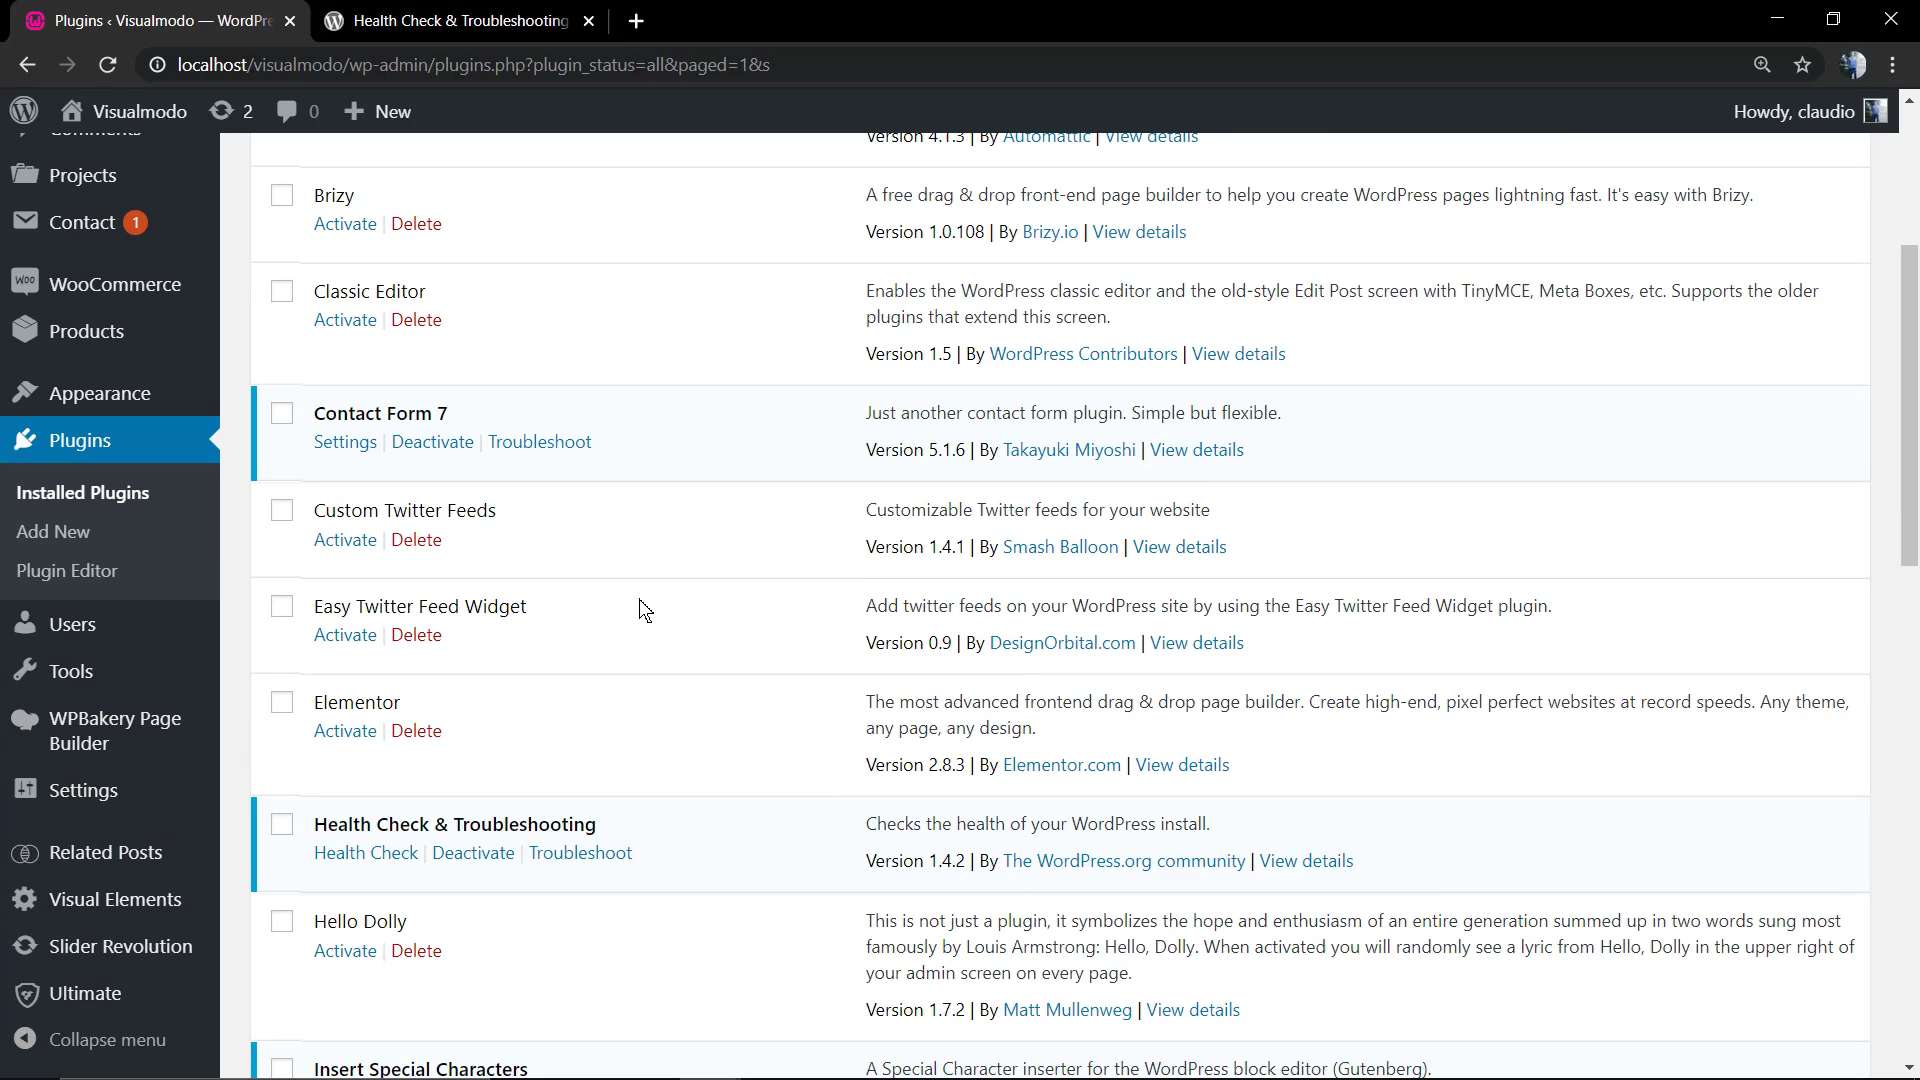 Plugins ‹ Visualmodo — WordPre
Health Check & Troubleshooting
localhost/visualmodo/wp-admin/plugins.php?plugin_status=all&paged=1&s
Visualmodo
2
0
New
Howdy, claudio
Comments
Projects
Contact 1
WooCommerce
Products
Appearance
Plugins
Installed Plugins
Add New
Plugin Editor
Users
Tools
WPBakery Page
Builder
Settings
Related Posts
Visual Elements
Slider Revolution
Ultimate
Collapse menu
Version 4.1.3 | By Automattic | View details
Brizy
Activate | Delete
A free drag & drop front-end page builder to help you create WordPress pages lightning fast. It's easy with Brizy.
Version 1.0.108 | By Brizy.io | View details
Classic Editor
Activate | Delete
Enables the WordPress classic editor and the old-style Edit Post screen with TinyMCE, Meta Boxes, etc. Supports the older
plugins that extend this screen.
Version 1.5 | By WordPress Contributors | View details
Contact Form 7
Settings | Deactivate | Troubleshoot
Just another contact form plugin. Simple but flexible.
Version 5.1.6 | By Takayuki Miyoshi | View details
Custom Twitter Feeds
Activate | Delete
Customizable Twitter feeds for your website
Version 1.4.1 | By Smash Balloon | View details
Easy Twitter Feed Widget
Activate | Delete
Add twitter feeds on your WordPress site by using the Easy Twitter Feed Widget plugin.
Version 0.9 | By DesignOrbital.com | View details
Elementor
Activate | Delete
The most advanced frontend drag & drop page builder. Create high-end, pixel perfect websites at record speeds. Any theme,
any page, any design.
Version 2.8.3 | By Elementor.com | View details
Health Check & Troubleshooting
Health Check | Deactivate | Troubleshoot
Checks the health of your WordPress install.
Version 1.4.2 | By The WordPress.org community | View details
Hello Dolly
Activate | Delete
This is not just a plugin, it symbolizes the hope and enthusiasm of an entire generation summed up in two words sung most
famously by Louis Armstrong: Hello, Dolly. When activated you will randomly see a lyric from Hello, Dolly in the upper right of
your admin screen on every page.
Version 1.7.2 | By Matt Mullenweg | View details
Insert Special Characters
A Special Character inserter for the WordPress block editor (Gutenberg).